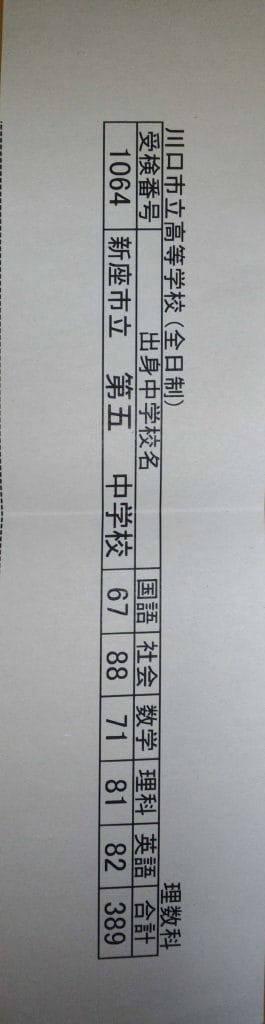 川口市立高等学校（全日制） 理数科
受検番号 出身中学校名 国語 社会 数学 理科 英語 合計
1064 新座市立 第五 中学校 67 88 71 81 82 389